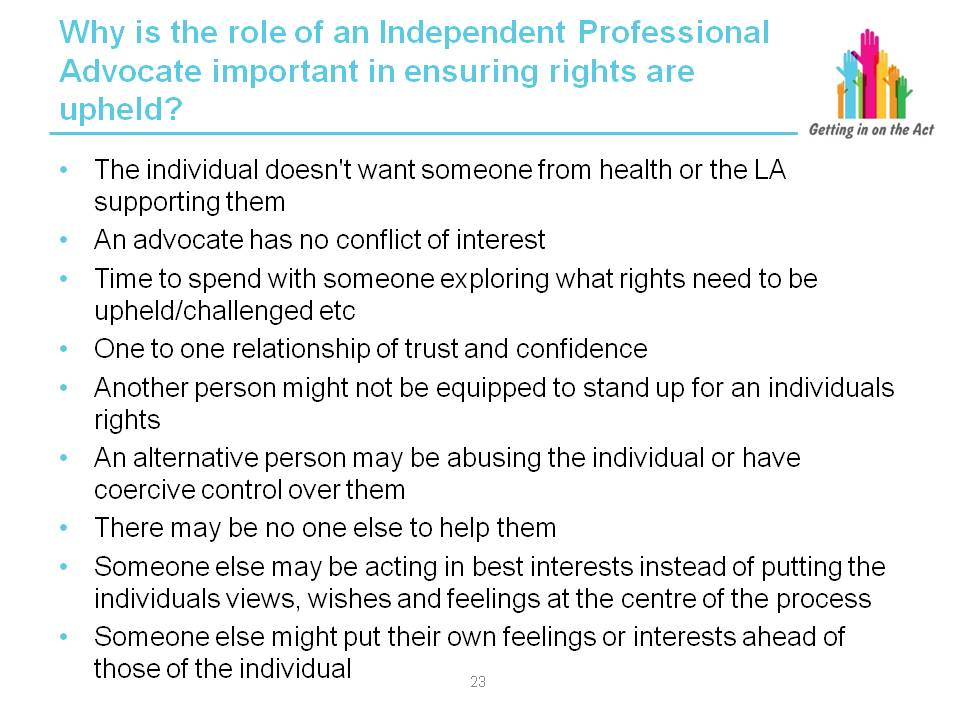 Why is the role of an Independent Professional
Advocate important in ensuring rights are
upheld?
Getting in on the Act
• The individual doesn't want someone from health or the LA
supporting them
• An advocate has no conflict of interest
• Time to spend with someone exploring what rights need to be
upheld/challenged etc
• One to one relationship of trust and confidence
• Another person might not be equipped to stand up for an individuals
rights
• An alternative person may be abusing the individual or have
coercive control over them
• There may be no one else to help them
• Someone else may be acting in best interests instead of putting the
individuals views, wishes and feelings at the centre of the process
• Someone else might put their own feelings or interests ahead of
those of the individual
23